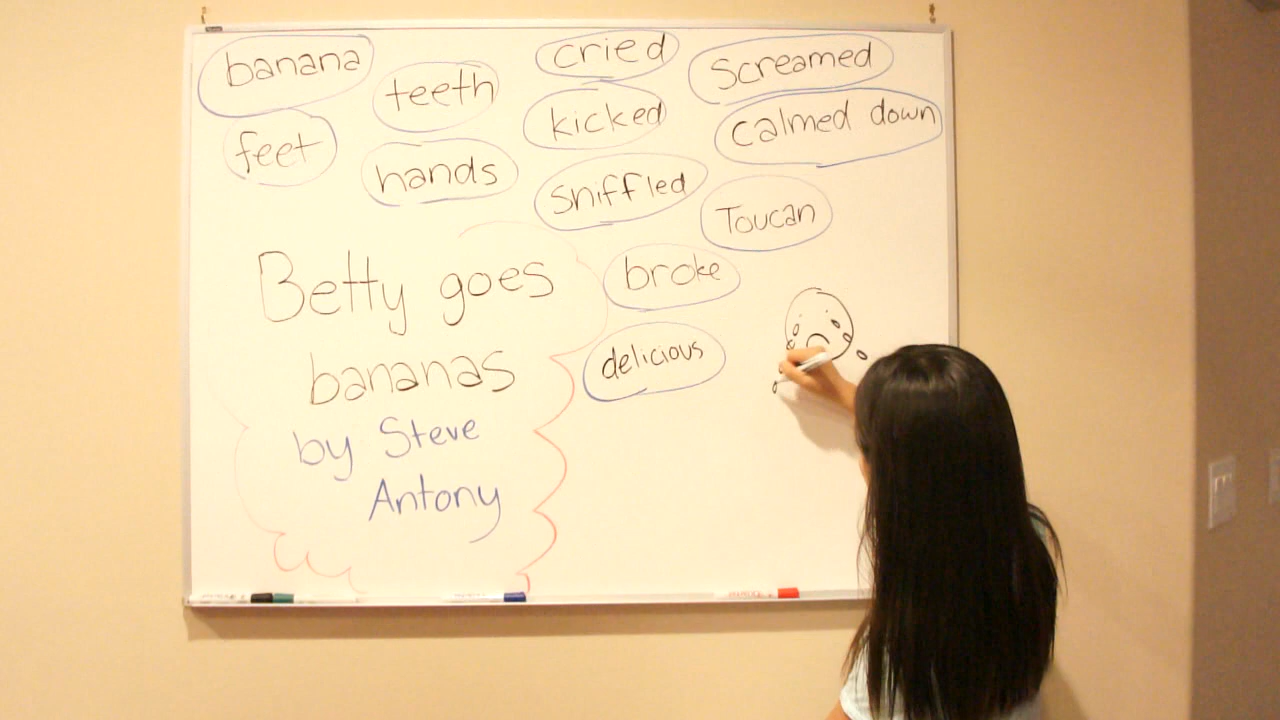 banana
teeth
cried
screamed
feet
hands
kicked
calmed down
sniffled
Toucan
broke
delicious
Betty goes
bananas
by Steve
Antony